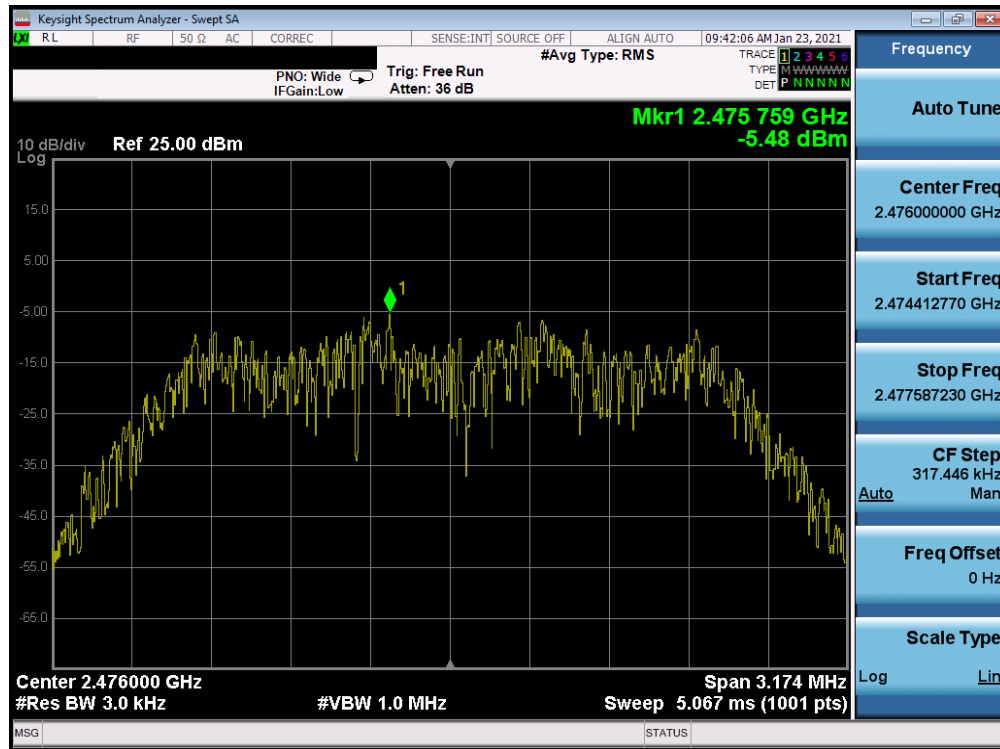 Keysight Spectrum Analyzer - Swept SA
LXI RL RF 50 Ω AC CORREC SENSE:INT SOURCE OFF ALIGN AUTO 09:42:06 AM Jan 23, 2021
PNO: Wide Trig: Free Run #Avg Type: RMS TRACE 1 2 3 4 5 6
IFGain:Low Atten: 36 dB TYPE M WWWWW
DET P N N N N N
Mkr1 2.475 759 GHz
-5.48 dBm
10 dB/div Ref 25.00 dBm
Log
15.0
5.00
1
-5.00
-15.0
-25.0
-35.0
-45.0
-55.0
-65.0
Center 2.476000 GHz Span 3.174 MHz
#Res BW 3.0 kHz #VBW 1.0 MHz Sweep 5.067 ms (1001 pts)
MSG STATUS
Frequency
Auto Tune
Center Freq
2.476000000 GHz
Start Freq
2.474412770 GHz
Stop Freq
2.477587230 GHz
CF Step
317.446 kHz
Auto Man
Freq Offset
0 Hz
Scale Type
Log Lin